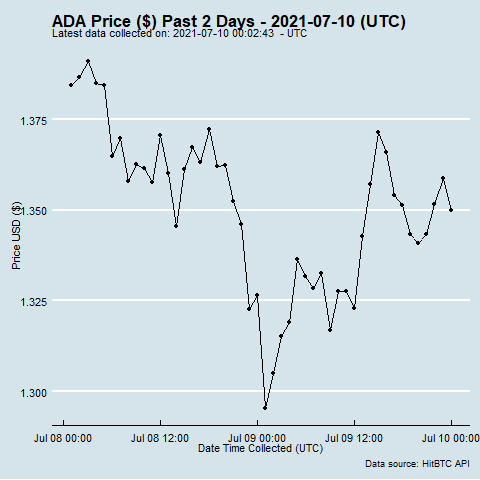 ADA Price ($) Past 2 Days - 2021-07-10 (UTC)
Latest data collected on: 2021-07-10 00:02:43  - UTC
1.375
1.350
1.325
1.300
Price USD ($)
Jul 08 00:00 Jul 08 12:00 Jul 09 00:00 Jul 09 12:00 Jul 10 00:00
Date Time Collected (UTC)
Data source: HitBTC API